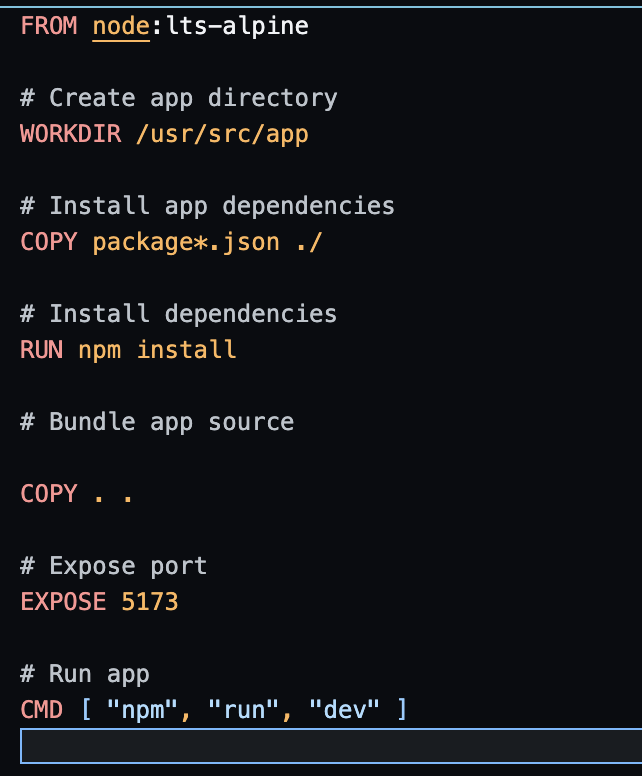 FROM node:lts-alpine
# Create app directory
WORKDIR /usr/src/app
# Install app dependencies
COPY package*.json ./
# Install dependencies
RUN npm install
# Bundle app source
COPY . .
# Expose port
EXPOSE 5173
# Run app
CMD [ "npm", "run", "dev" ]